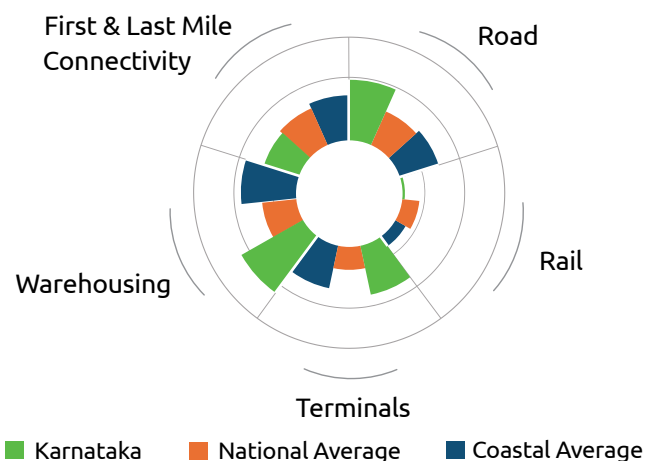 First & Last Mile
Connectivity
Road
Rail
Warehousing
Terminals
Karnataka
National Average
Coastal Average